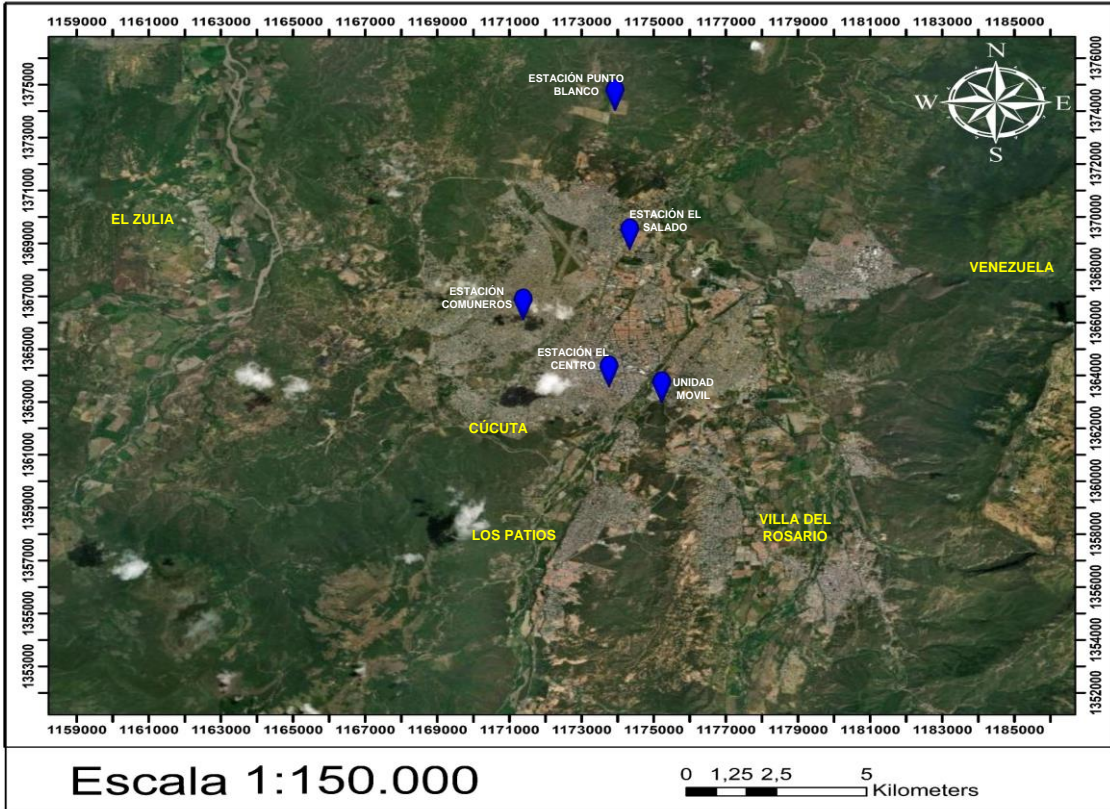 1159000 1161000 1163000 1165000 1167000 1169000 1171000 1173000 1175000 1177000 1179000 1181000 1183000 1185000
1375000
1373000
1371000
1369000
1367000
1365000
1363000
1361000
1359000
1357000
1355000
1353000
ESTACIÓN PUNTO
BLANCO
N
W E
S
EL ZULIA
ESTACIÓN EL
SALADO
VENEZUELA
ESTACIÓN
COMUNEROS
ESTACIÓN EL
CENTRO
UNIDAD
MOVIL
CÚCUTA
LOS PATIOS
VILLA DEL
ROSARIO
1376000
1374000
1372000
1370000
1368000
1366000
1364000
1362000
1360000
1358000
1356000
1354000
1352000
1159000 1161000 1163000 1165000 1167000 1169000 1171000 1173000 1175000 1177000 1179000 1181000 1183000 1185000
Escala 1:150.000
0 1,25 2,5 5
Kilometers